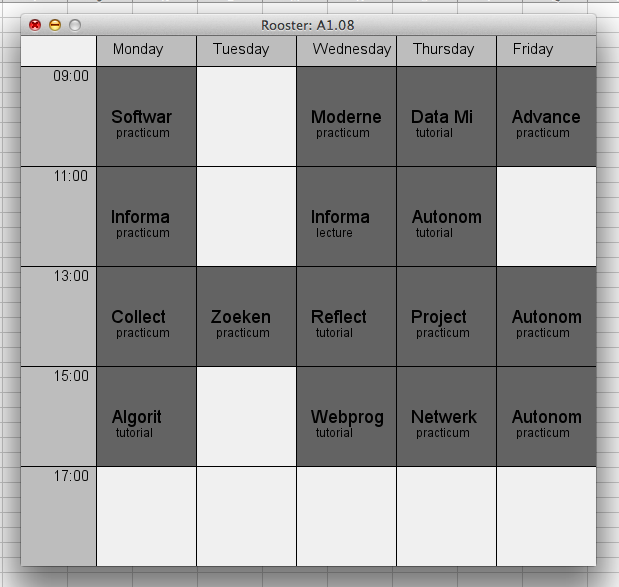 Rooster: A1.08
Monday Tuesday Wednesday Thursday Friday
09:00
Softwar Moderne Data Mi Advance
practicum practicum tutorial practicum
11:00
Informa Informa Autonom
practicum lecture tutorial
13:00
Collect Zoeken Reflect Project Autonom
practicum practicum tutorial practicum practicum
15:00
Algorit Webprog Netwerk Autonom
tutorial tutorial practicum practicum
17:00